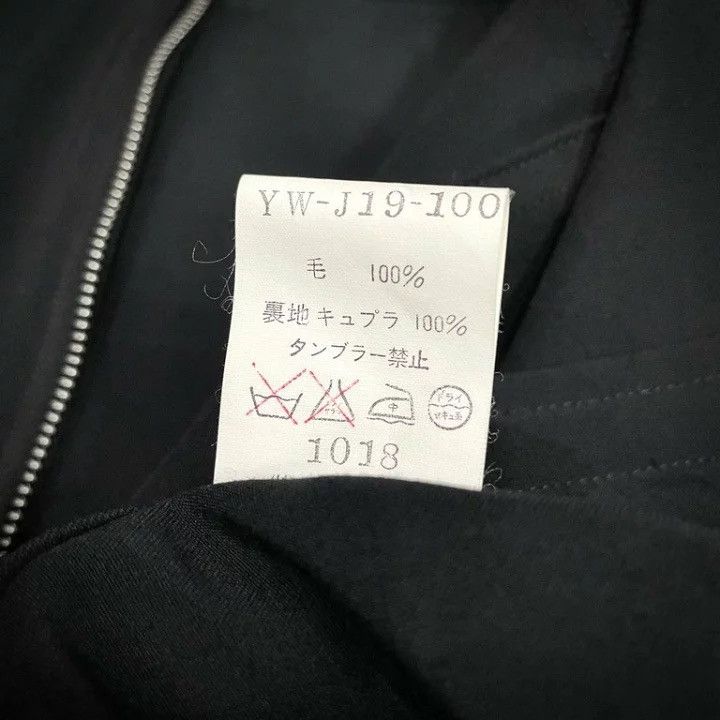 YW-J19-100
毛 100%
裏地 キュプラ 100%
タンブラー禁止
中 ドライ
1018